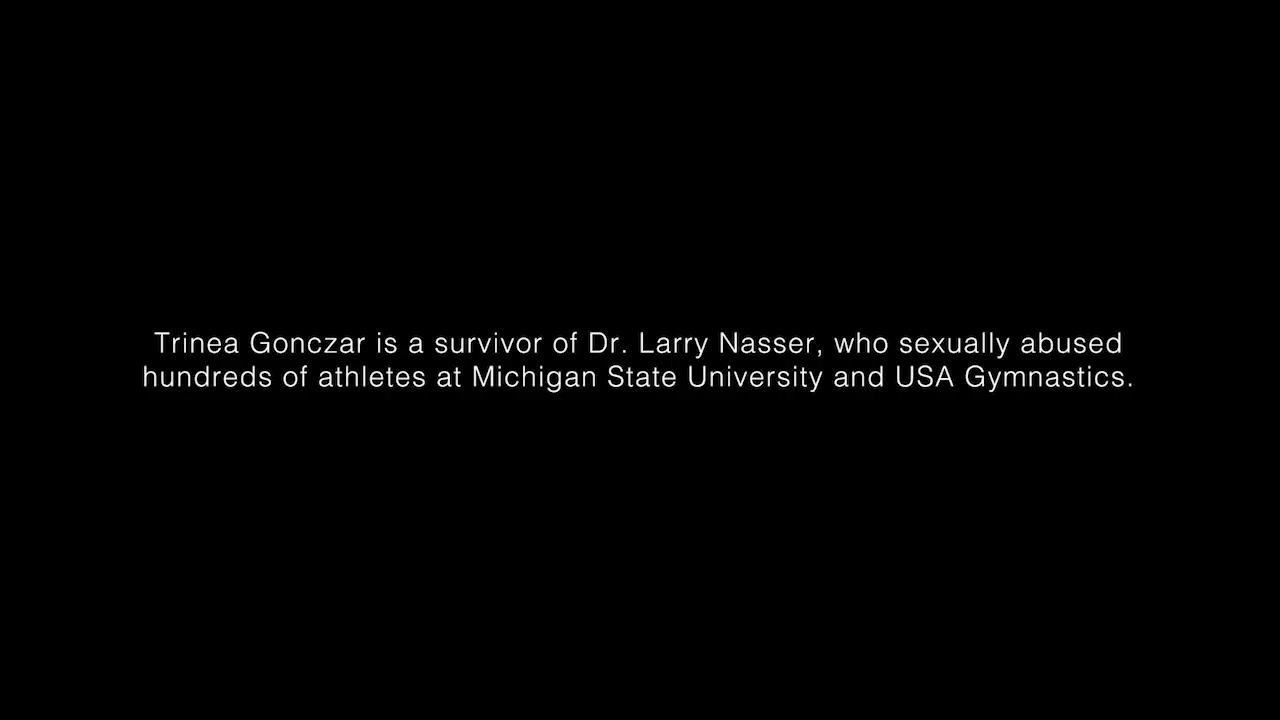 Trinea Gonczar is a survivor of Dr. Larry Nasser, who sexually abused
hundreds of athletes at Michigan State University and USA Gymnastics.